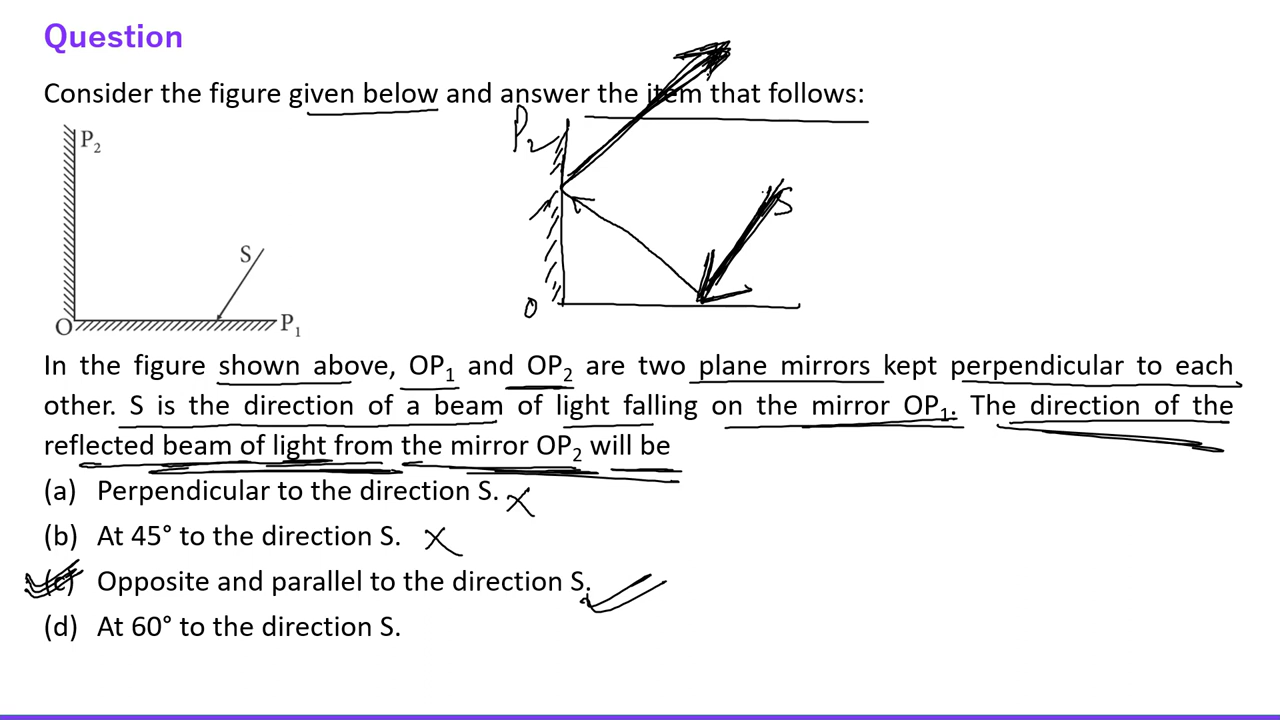 Question
Consider the figure given below and answer the item that follows:
P₂
S
O
P₁
P₂
S
O
In the figure shown above, OP₁ and OP₂ are two plane mirrors kept perpendicular to each
other. S is the direction of a beam of light falling on the mirror OP₁. The direction of the
reflected beam of light from the mirror OP₂ will be
(a) Perpendicular to the direction S.
(b) At 45° to the direction S.
(c) Opposite and parallel to the direction S.
(d) At 60° to the direction S.